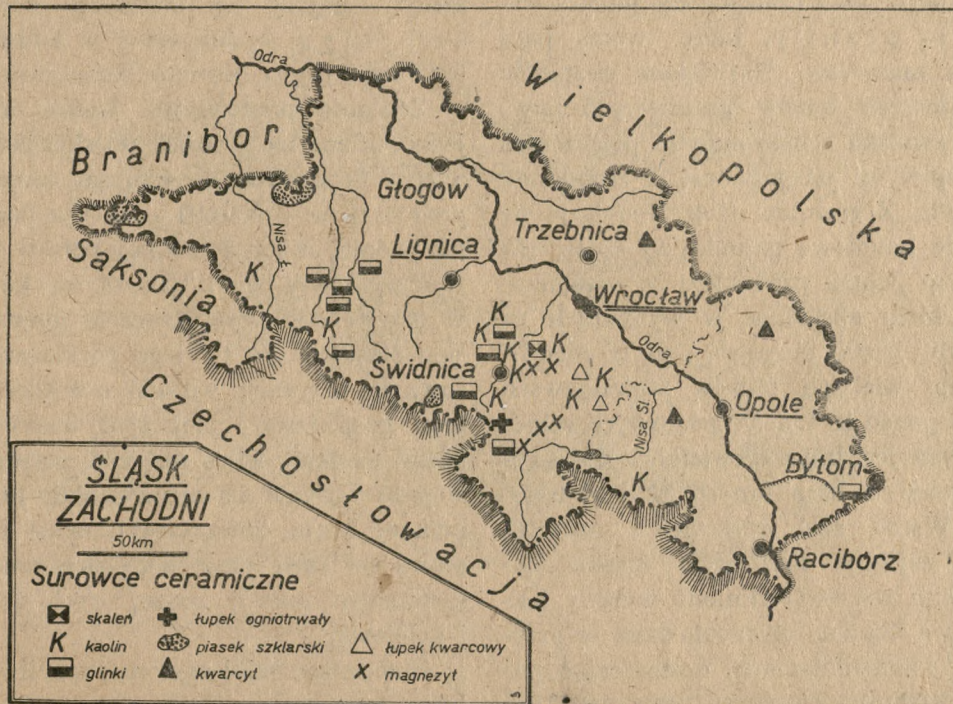 Odra
Wielkopolska
Branibor
Głogów
Nisa Ł.
Trzebnica
Lignica
Saksonia
K
Wrocław
K
K
K
K
Odra
K
Świdnica
K
K
K
K
Nisa Śl.
Opole
Czechosłowacja
Bytom
K
Raciborz
ŚLĄSK
ZACHODNI
50km
Surowce ceramiczne
skaleń
łupek ogniotrwały
K kaolin
piasek szklarski
łupek kwarcowy
glinki
kwarcyt
x magnezyt